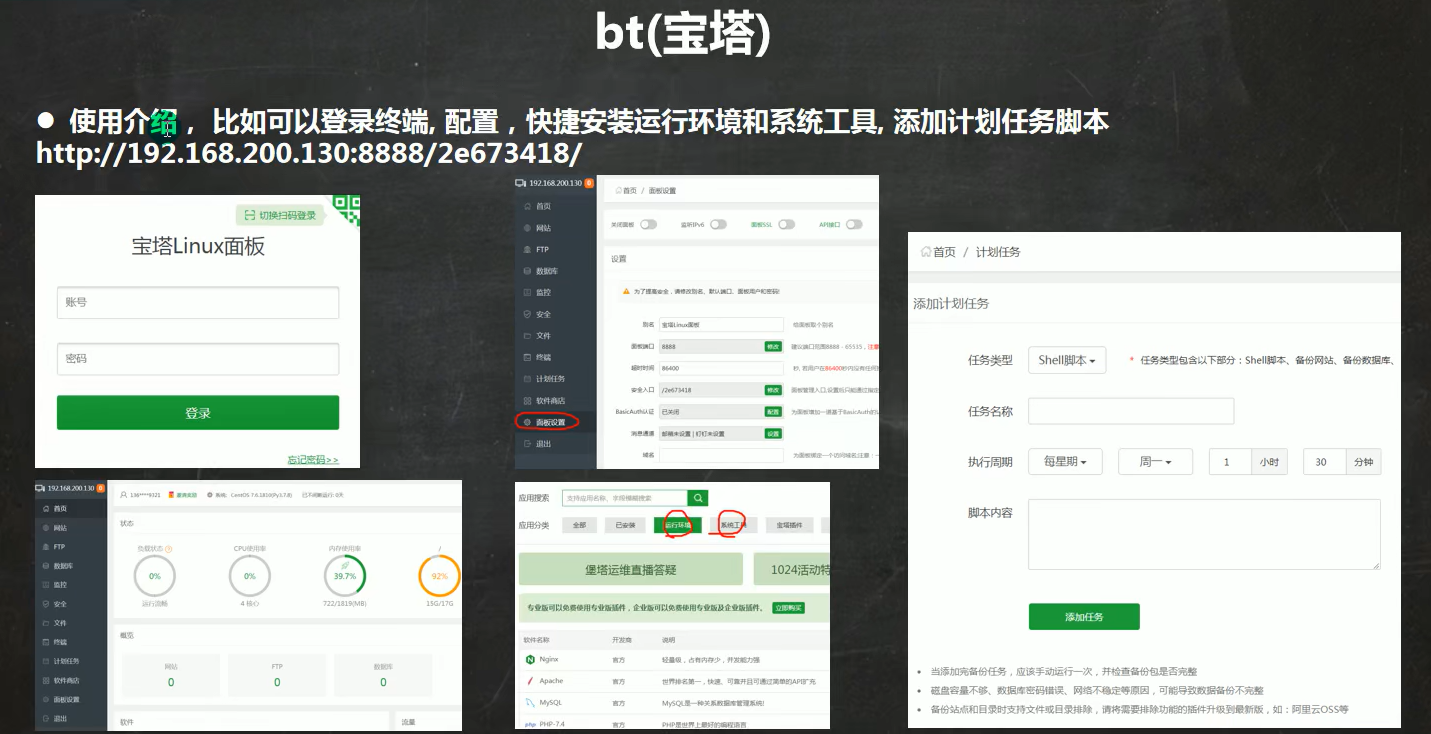 bt(宝塔)
● 使用介绍， 比如可以登录终端, 配置，快捷安装运行环境和系统工具, 添加计划任务脚本
http://192.168.200.130:8888/2e673418/
切换扫码登录
宝塔Linux面板
账号
密码
登录
忘记密码>>
192.168.200.130 0
首页
网站
FTP
数据库
监控
安全
文件
终端
计划任务
软件商店
面板设置
退出
首页 / 面板设置
关闭面板
监听IPv6
面板SSL
API接口
设置
为了提高安全，请修改别名、默认端口、面板用户和密码!
别名 宝塔Linux面板 给面板取个别名
面板端口 8888 修改 建议端口范围8888 - 65535，注意
超时时间 86400 秒, 若用户在86400秒内没有任何
安全入口 /2e673418 修改 面板管理入口,设置后只能通过指定
BasicAuth认证 已关闭 配置 为面板增加一道基于BasicAuth的
消息通道 邮箱未设置 | 钉钉未设置 设置
域名 为面板绑定一个访问域名;注意：一
首页 / 计划任务
添加计划任务
任务类型 Shell脚本 * 任务类型包含以下部分：Shell脚本、备份网站、备份数据库、
任务名称
执行周期 每星期 周一 1 小时 30 分钟
脚本内容
添加任务
• 当添加完备份任务，应该手动运行一次，并检查备份包是否完整
• 磁盘容量不够、数据库密码错误、网络不稳定等原因，可能导致数据备份不完整
• 备份站点和目录时支持文件或目录排除，请将需要排除功能的插件升级到最新版，如：阿里云OSS等
192.168.200.130 0
首页
网站
FTP
数据库
监控
安全
文件
终端
计划任务
软件商店
面板设置
退出
136****9321 系统: CentOS 7.6.1810(Py3.7.8) 已不间断运行: 0天
状态
负载状态 CPU使用率 内存使用率 /
0% 0% 39.7% 92%
运行流畅 4 核心 722/1819(MB) 15G/17G
概览
网站 FTP 数据库
0 0 0
软件 流量
应用搜索 支持应用名称、字段模糊搜索
应用分类 全部 已安装 运行环境 系统工具 宝塔插件
堡塔运维直播答疑 1024活动特
专业版可以免费使用专业版插件，企业版可以免费使用专业版及企业版插件。 立即购买
软件名称 开发商 说明
Nginx 官方 轻量级，占有内存少，并发能力强
Apache 官方 世界排名第一，快速、可靠并且可通过简单的API扩充
MySQL 官方 MySQL是一种关系数据库管理系统!
php PHP-7.4 官方 PHP是世界上最好的编程语言